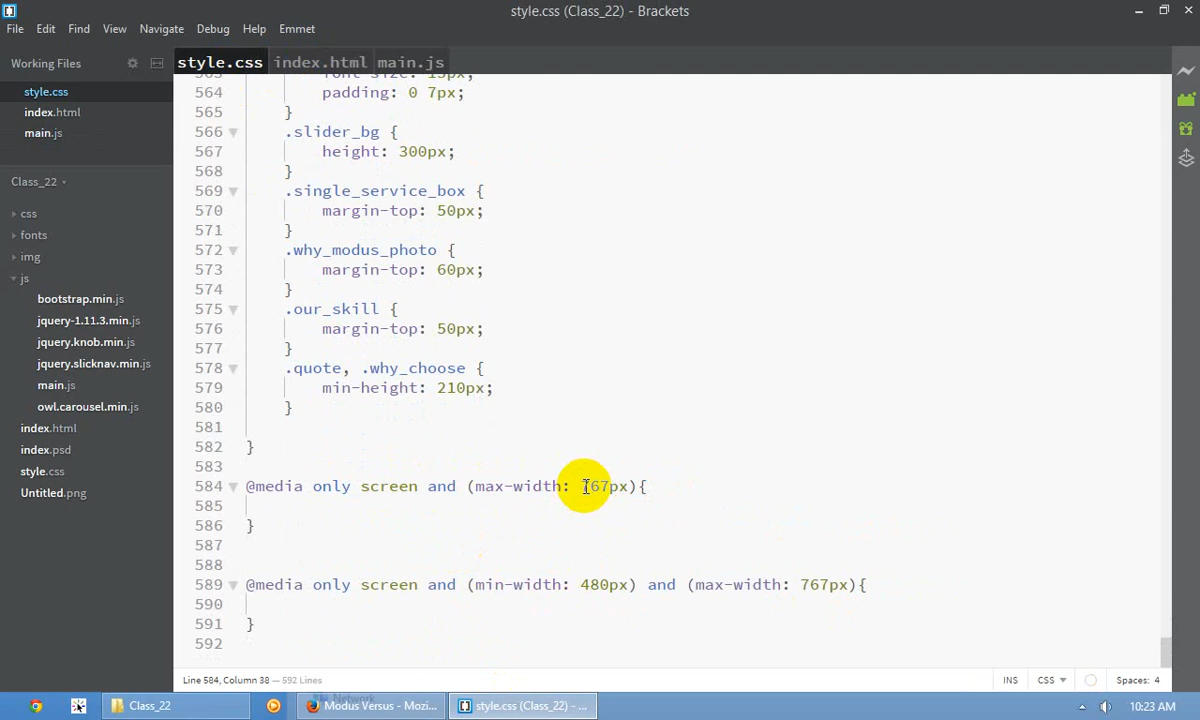 style.css (Class_22) - Brackets
File Edit Find View Navigate Debug Help Emmet
Working Files
style.css
index.html
main.js
Class_22
css
fonts
img
js
bootstrap.min.js
jquery-1.11.3.min.js
jquery.knob.min.js
jquery.slicknav.min.js
main.js
owl.carousel.min.js
index.html
index.psd
style.css
Untitled.png
style.css index.html main.js
563 font-size: 15px;
564 padding: 0 7px;
565 }
566 .slider_bg {
567 height: 300px;
568 }
569 .single_service_box {
570 margin-top: 50px;
571 }
572 .why_modus_photo {
573 margin-top: 60px;
574 }
575 .our_skill {
576 margin-top: 50px;
577 }
578 .quote, .why_choose {
579 min-height: 210px;
580 }
581
582 }
583
584 @media only screen and (max-width: 767px){
585
586 }
587
588
589 @media only screen and (min-width: 480px) and (max-width: 767px){
590
591 }
592
Line 584, Column 38 — 592 Lines
INS CSS Spaces: 4
Network
Class_22
Modus Versus - Mozi...
style.css (Class_22) - ...
10:23 AM